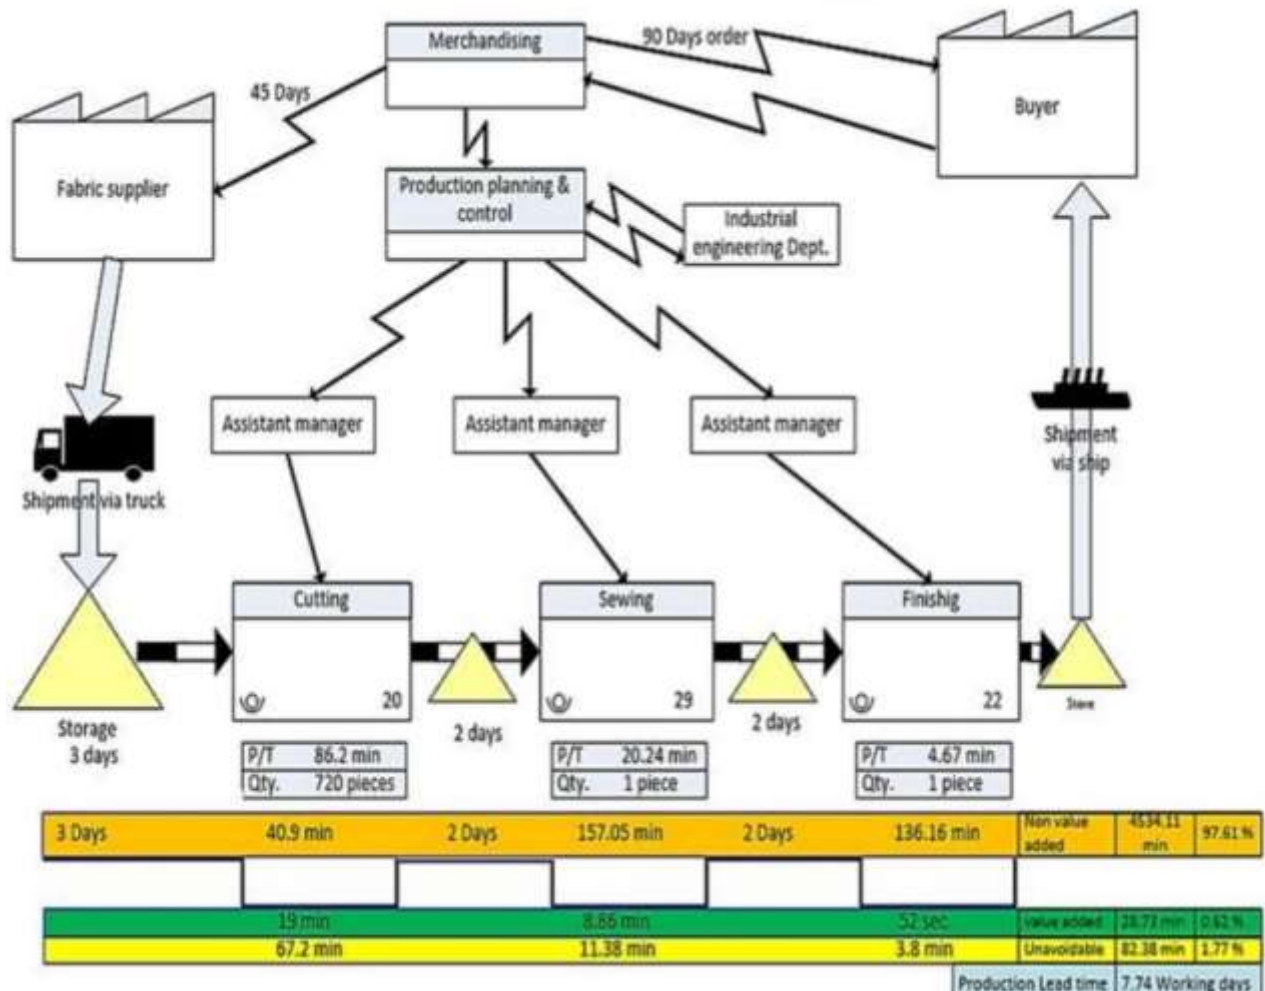 Merchandising
90 Days order
Buyer
45 Days
Fabric supplier
Production planning &
control
Industrial
engineering Dept.
Assistant manager
Assistant manager
Assistant manager
Shipment via truck
Shipment
via ship
Cutting
20
Sewing
29
Finishig
22
Storage
3 days
2 days
2 days
Store
P/T 86.2 min
Qty. 720 pieces
P/T 20.24 min
Qty. 1 piece
P/T 4.67 min
Qty. 1 piece
3 Days 40.9 min 2 Days 157.05 min 2 Days 136.16 min
Non value
added
4534.11
min
97.61 %
19 min 8.86 min 52 sec value added 28.73 min 0.62 %
67.2 min 11.38 min 3.8 min Unavoidable 82.38 min 1.77 %
Production Lead time 7.74 Working days